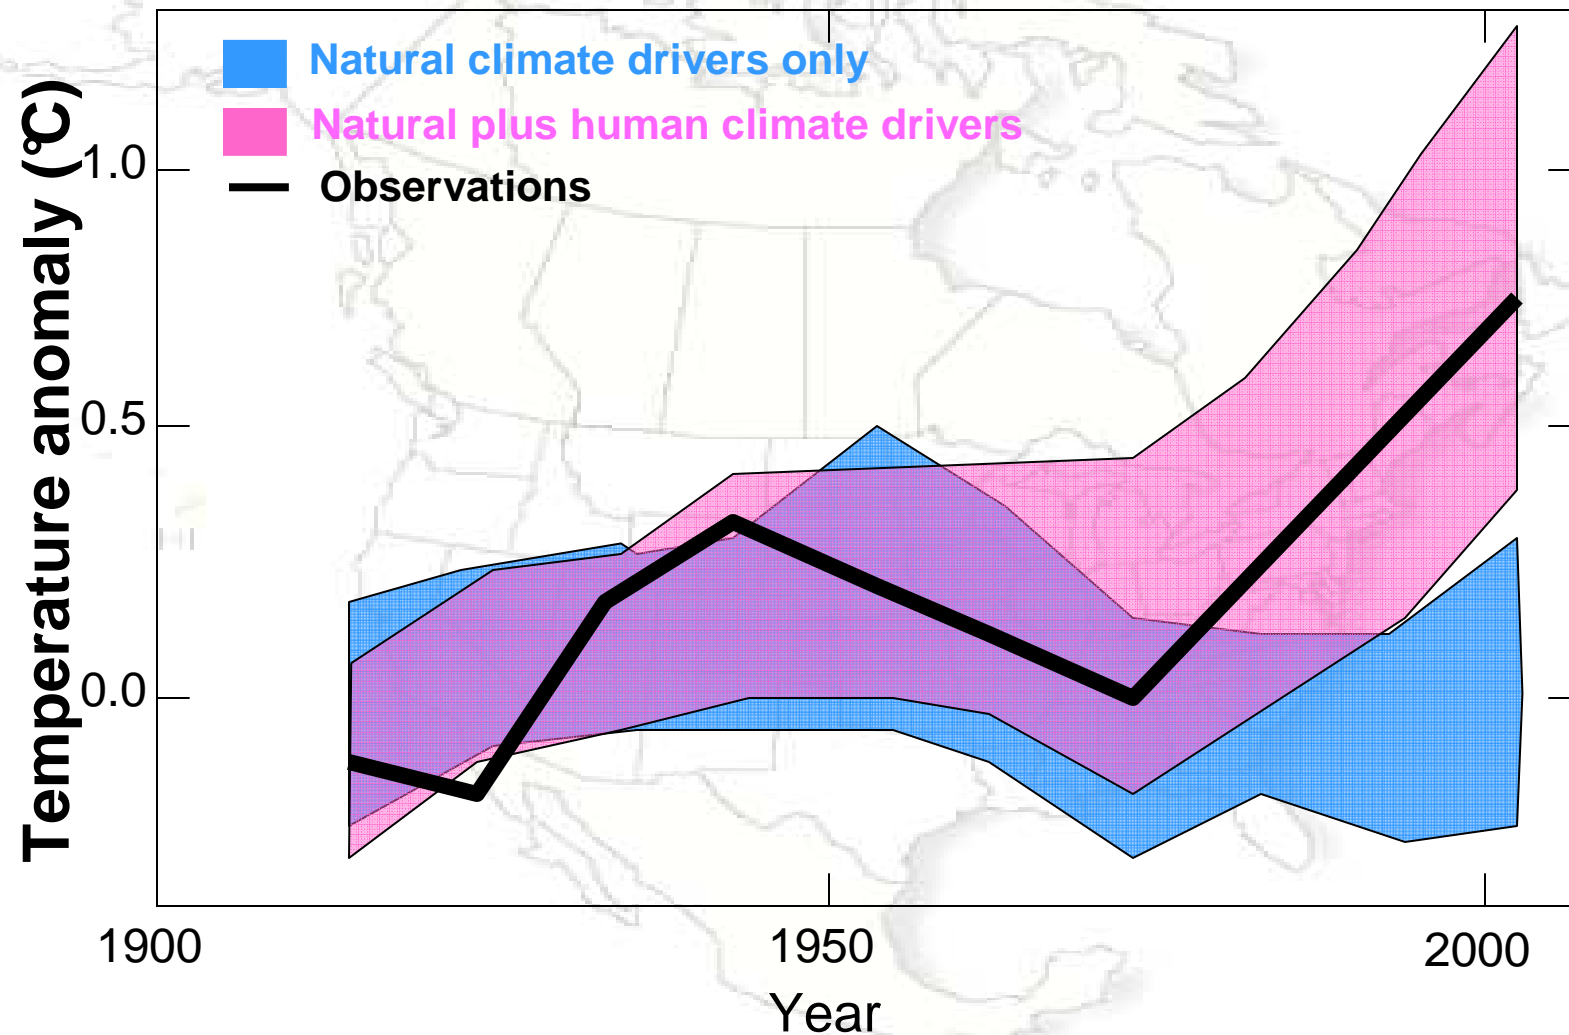 Natural climate drivers only
Natural plus human climate drivers
Observations
Temperature anomaly (°C)
1.0
0.5
0.0
1900
1950
2000
Year